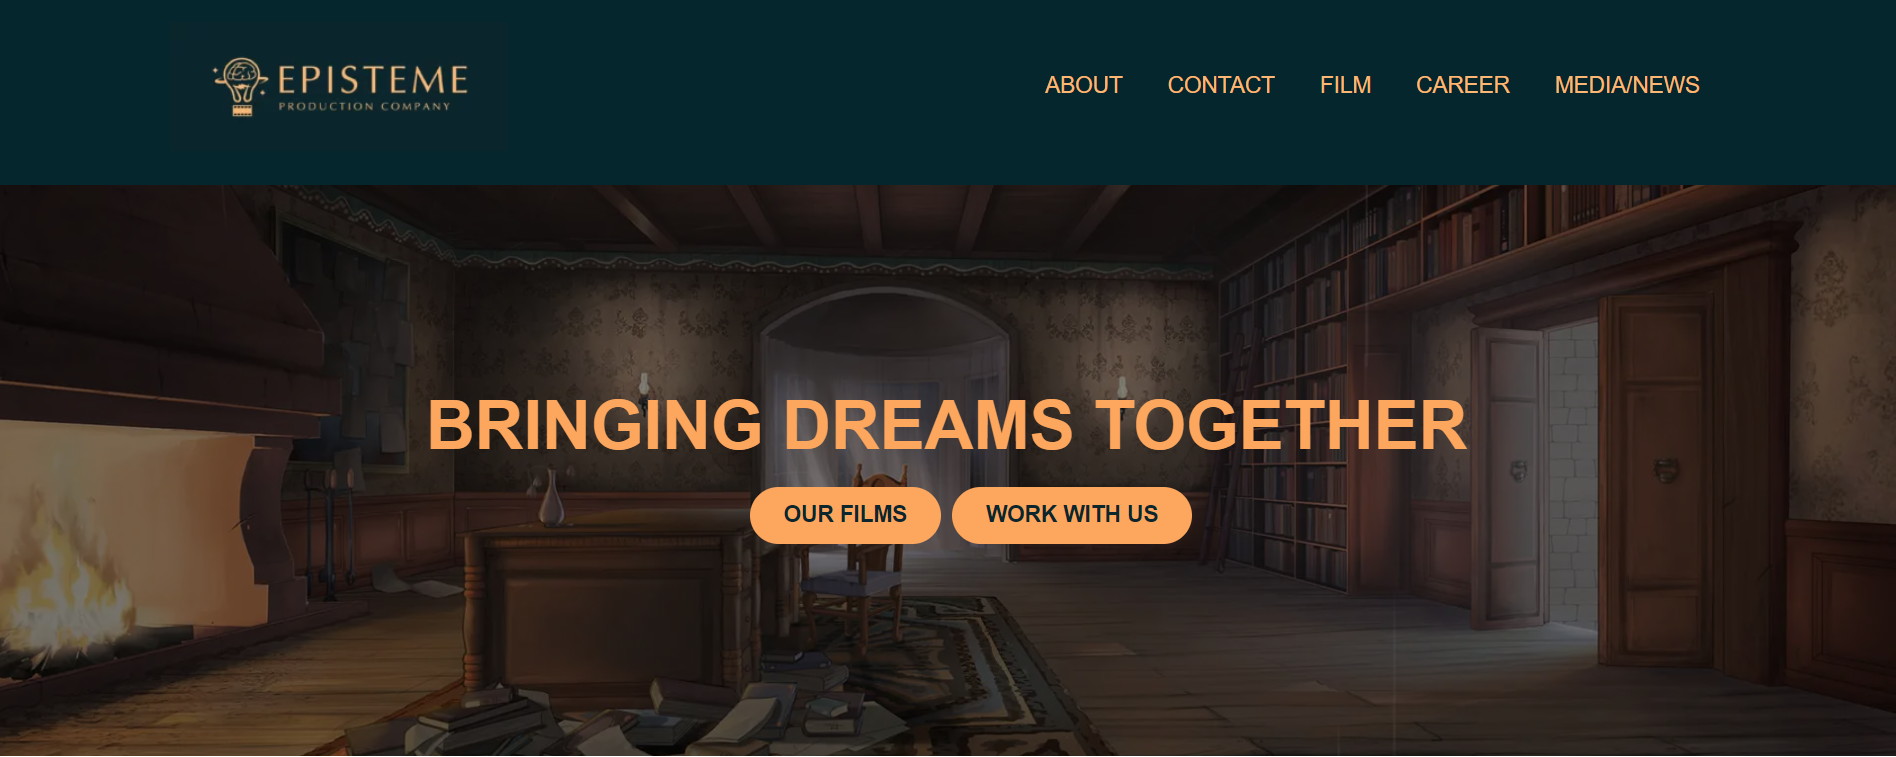 EPISTEME
PRODUCTION COMPANY
ABOUT CONTACT FILM CAREER MEDIA/NEWS
BRINGING DREAMS TOGETHER
OUR FILMS WORK WITH US